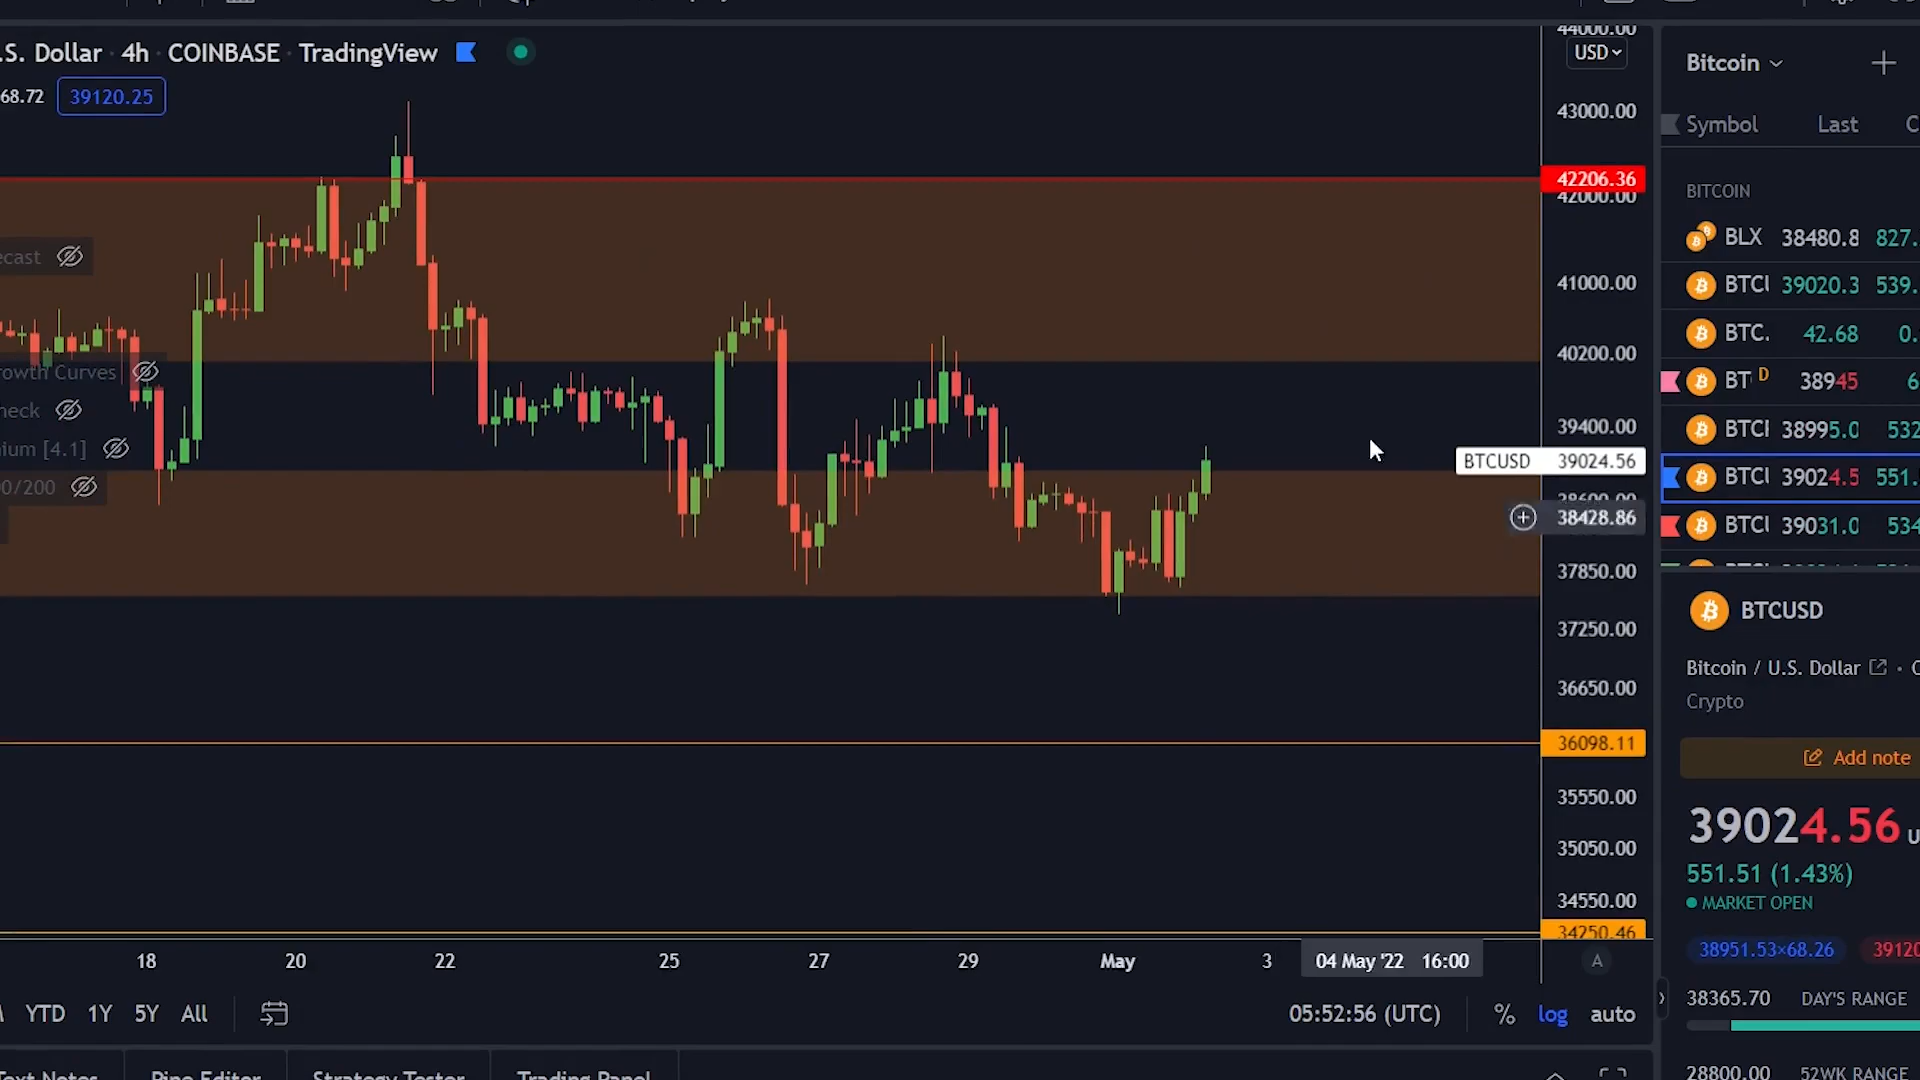 .S. Dollar · 4h · COINBASE · TradingView
68.72 39120.25
ecast
owth Curves
heck
ium [4.1]
0/200
44000.00
USD
43000.00
42206.36
42000.00
41000.00
40200.00
39400.00
BTCUSD 39024.56
38600.00
38428.86
37850.00
37250.00
36650.00
36098.11
35550.00
35050.00
34550.00
34250.46
18 20 22 25 27 29 May 3 04 May '22 16:00 A
YTD 1Y 5Y All
05:52:56 (UTC) % log auto
Text Notes Pine Editor Strategy Tester Trading Panel
Bitcoin
Symbol Last C
BITCOIN
BLX 38480.8 827.
BTCU 39020.3 539.
BTC. 42.68 0.
BT D 38945 6
38995.0 532
BTCU 39024.5 551.
BTCU 39031.0 534
BTCUSD
Bitcoin / U.S. Dollar · C
Crypto
Add note
39024.56 U
551.51 (1.43%)
MARKET OPEN
38951.53×68.26 39120
38365.70 DAY'S RANGE
28800.00 52WK RANGE